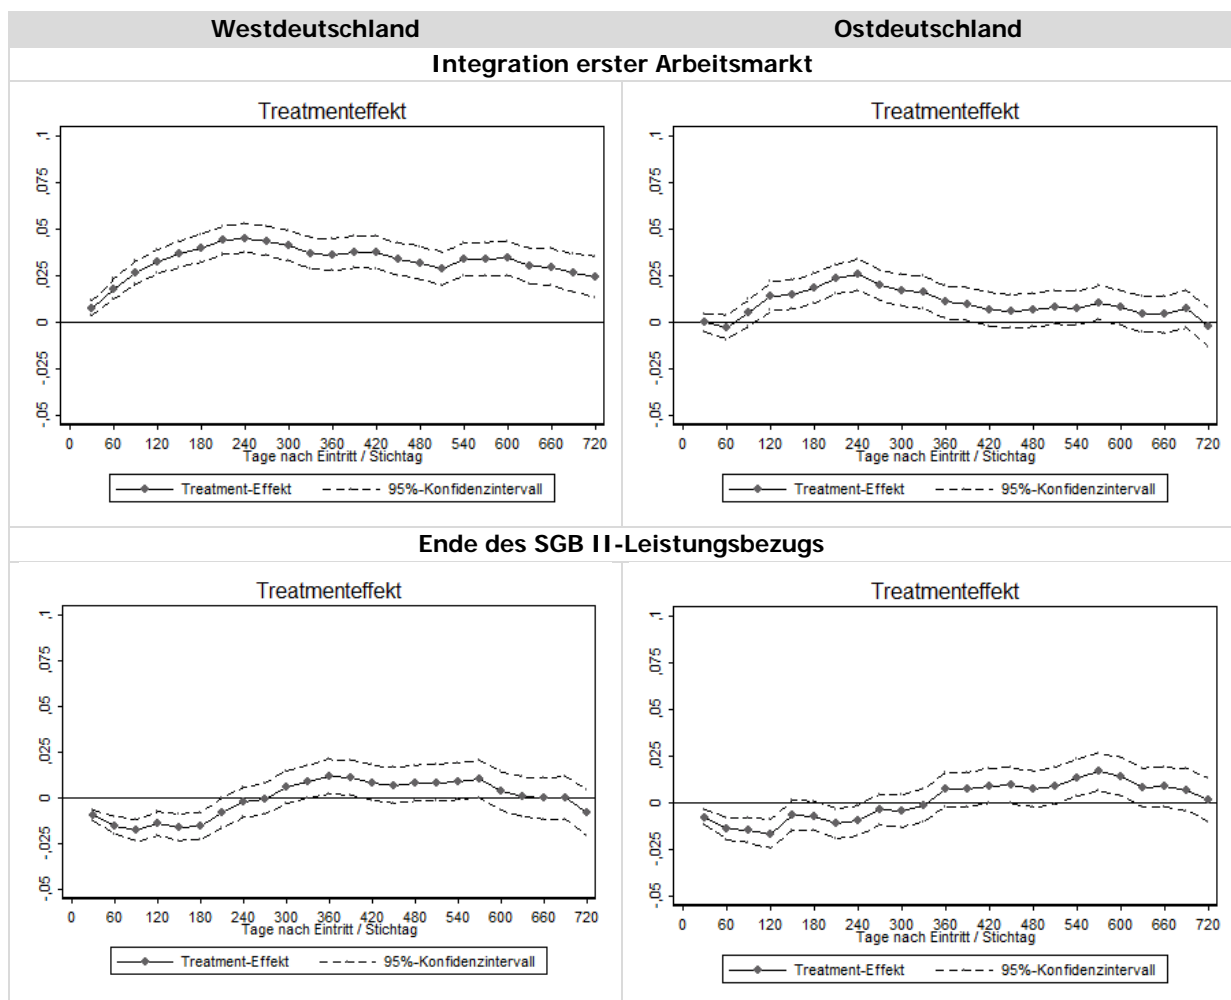 Westdeutschland Ostdeutschland
Integration erster Arbeitsmarkt
Treatmenteffekt
,1
,075
,05
,025
0
-,025
-,05
0 60 120 180 240 300 360 420 480 540 600 660 720
Tage nach Eintritt / Stichtag
Treatment-Effekt 95%-Konfidenzintervall
Treatmenteffekt
,1
,075
,05
,025
0
-,025
-,05
0 60 120 180 240 300 360 420 480 540 600 660 720
Tage nach Eintritt / Stichtag
Treatment-Effekt 95%-Konfidenzintervall
Ende des SGB II-Leistungsbezugs
Treatmenteffekt
,1
,075
,05
,025
0
-,025
-,05
0 60 120 180 240 300 360 420 480 540 600 660 720
Tage nach Eintritt / Stichtag
Treatment-Effekt 95%-Konfidenzintervall
Treatmenteffekt
,1
,075
,05
,025
0
-,025
-,05
0 60 120 180 240 300 360 420 480 540 600 660 720
Tage nach Eintritt / Stichtag
Treatment-Effekt 95%-Konfidenzintervall